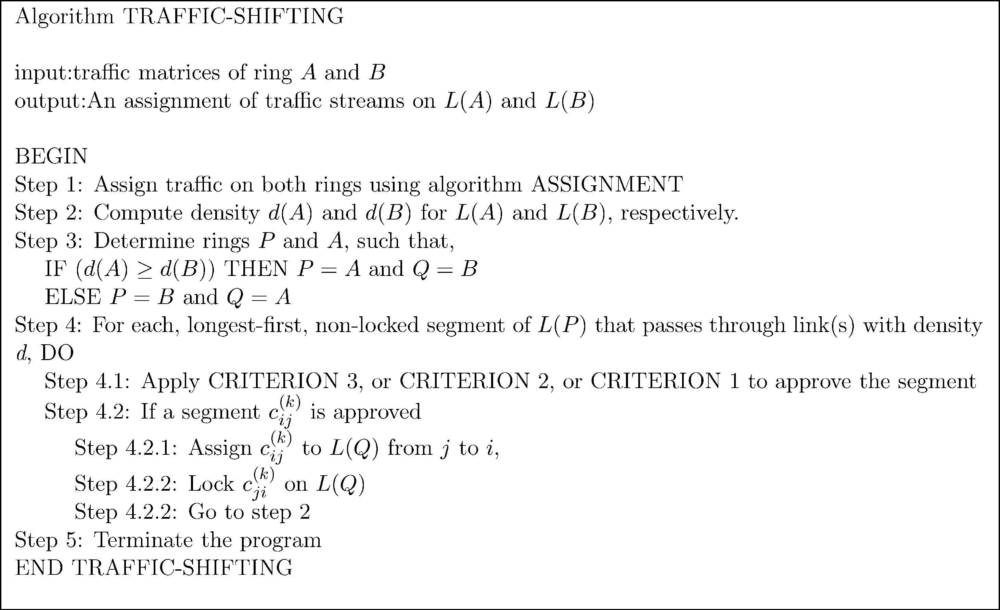 Algorithm TRAFFIC-SHIFTING
input:traffic matrices of ring A and B
output:An assignment of traffic streams on L(A) and L(B)
BEGIN
Step 1: Assign traffic on both rings using algorithm ASSIGNMENT
Step 2: Compute density d(A) and d(B) for L(A) and L(B), respectively.
Step 3: Determine rings P and A, such that,
IF (d(A) ≥ d(B)) THEN P = A and Q = B
ELSE P = B and Q = A
Step 4: For each, longest-first, non-locked segment of L(P) that passes through link(s) with density
d, DO
Step 4.1: Apply CRITERION 3, or CRITERION 2, or CRITERION 1 to approve the segment
Step 4.2: If a segment c_{ij}^{(k)} is approved
Step 4.2.1: Assign c_{ij}^{(k)} to L(Q) from j to i,
Step 4.2.2: Lock c_{ji}^{(k)} on L(Q)
Step 4.2.2: Go to step 2
Step 5: Terminate the program
END TRAFFIC-SHIFTING